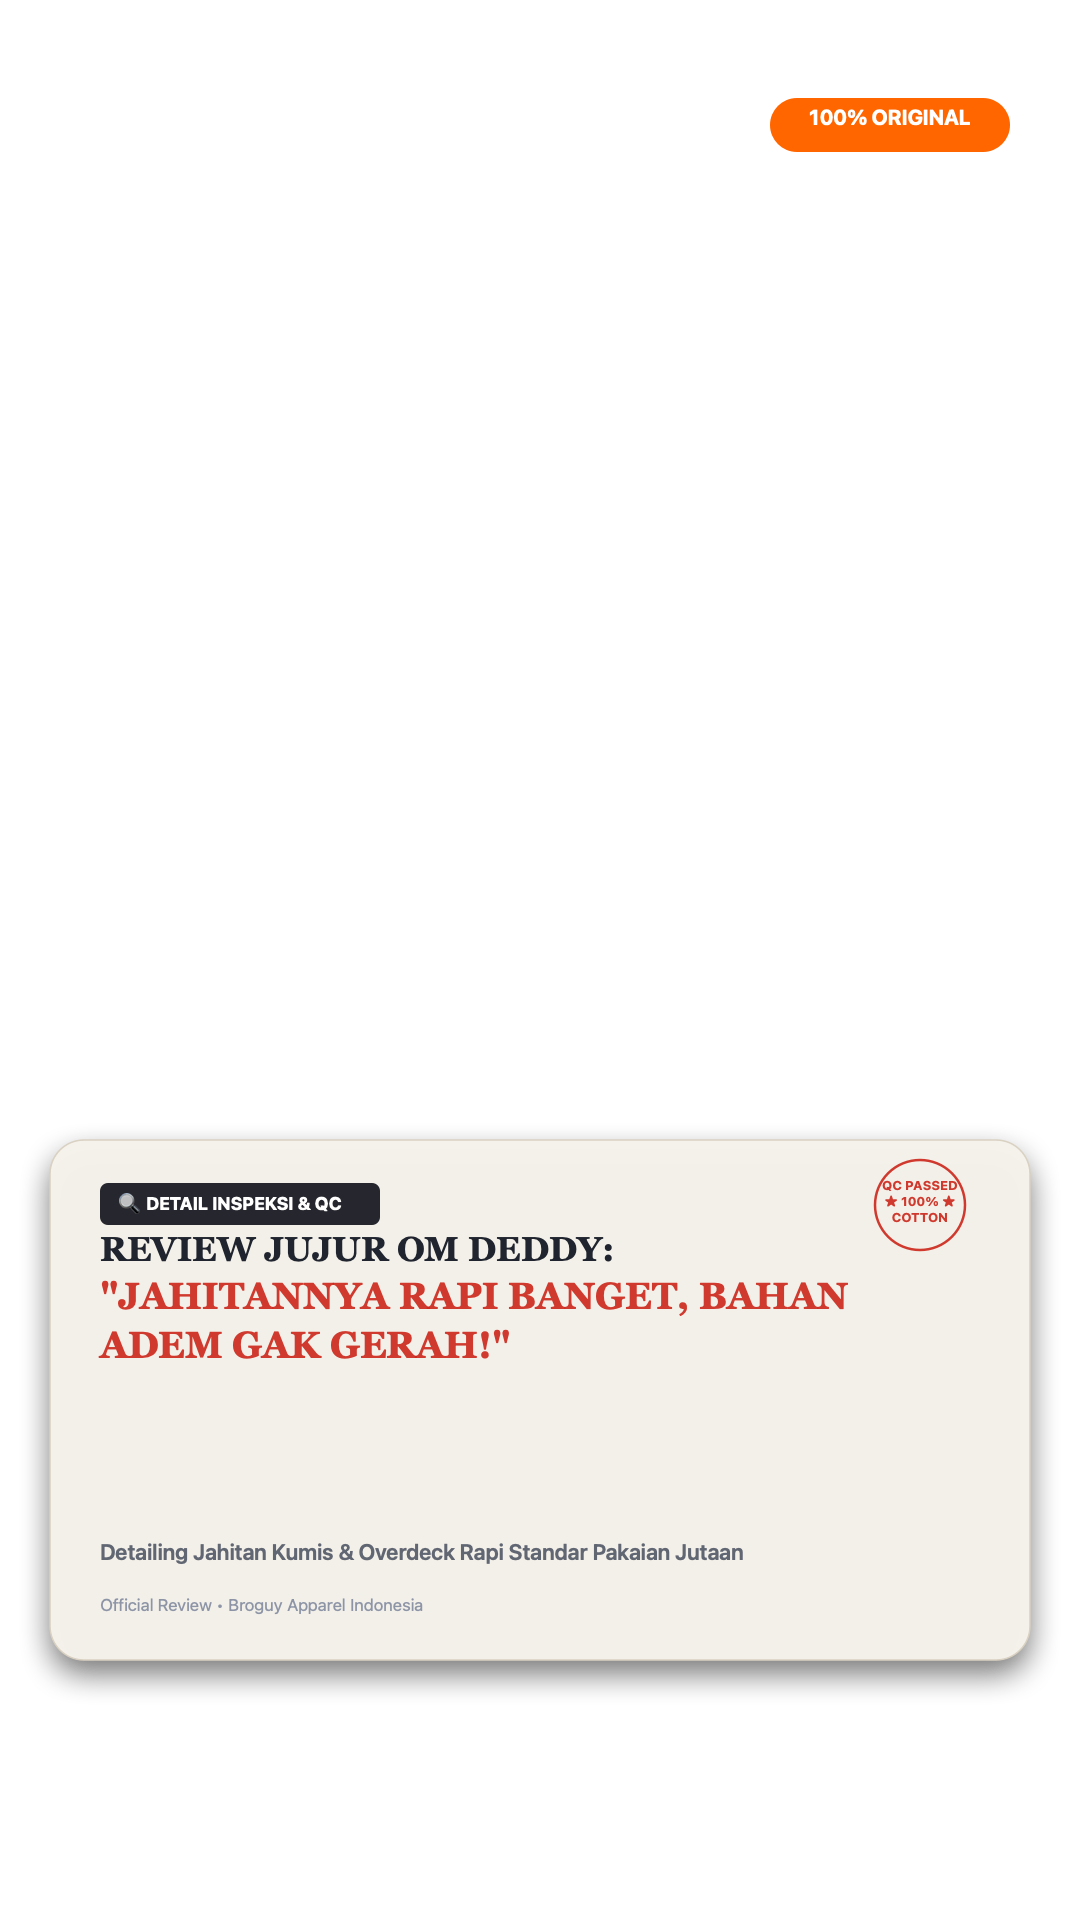 100% ORIGINAL
🔍 DETAIL INSPEKSI & QC
QC PASSED
★ 100% ★
COTTON
REVIEW JUJUR OM DEDDY:
"JAHITANNYA RAPI BANGET, BAHAN
ADEM GAK GERAH!"
Detailing Jahitan Kumis & Overdeck Rapi Standar Pakaian Jutaan
Official Review • Broguy Apparel Indonesia